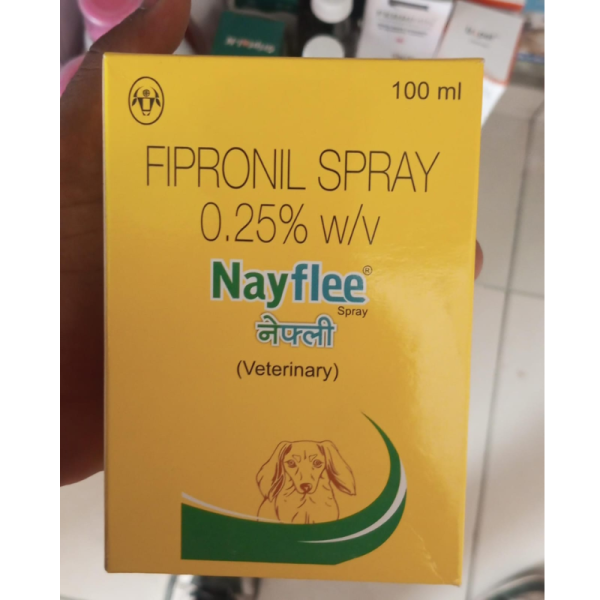 100 ml
FIPRONIL SPRAY
0.25% w/v
Nayflee®
Spray
नेफ्ली
(Veterinary)